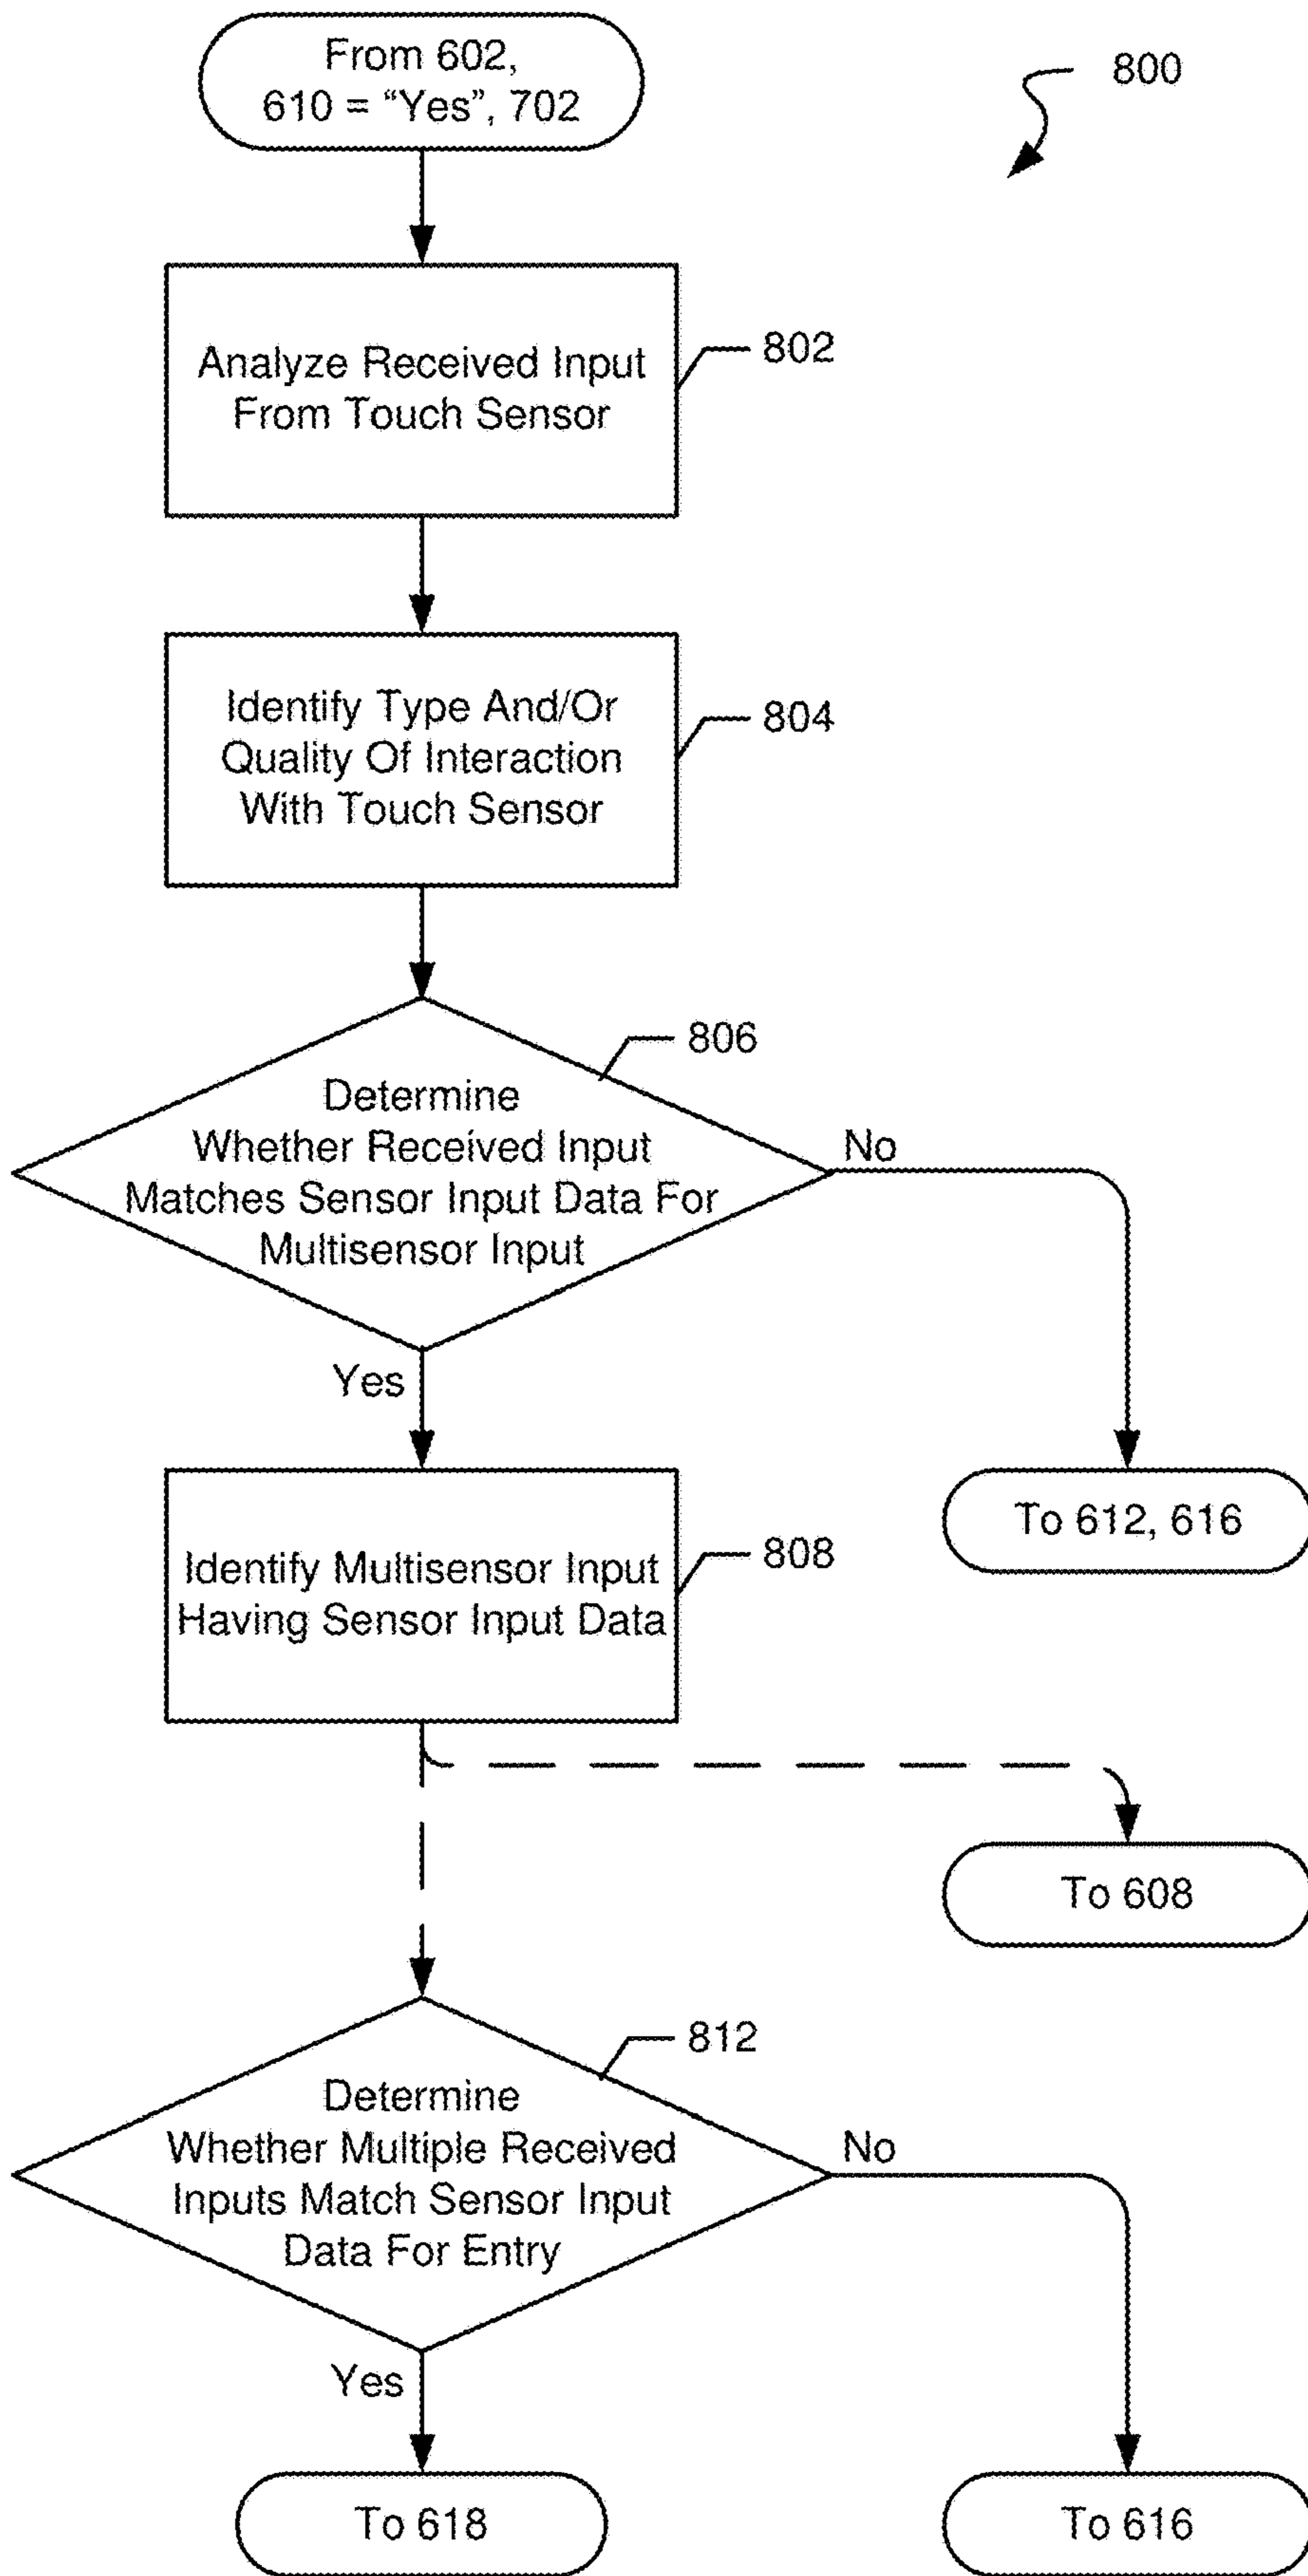 From 602,
610 = “Yes”, 702
800
Analyze Received Input
From Touch Sensor
802
Identify Type And/Or
Quality Of Interaction
With Touch Sensor
804
806
Determine
Whether Received Input
Matches Sensor Input Data For
Multisensor Input
No
Yes
To 612, 616
Identify Multisensor Input
Having Sensor Input Data
808
To 608
812
Determine
Whether Multiple Received
Inputs Match Sensor Input
Data For Entry
No
Yes
To 618
To 616